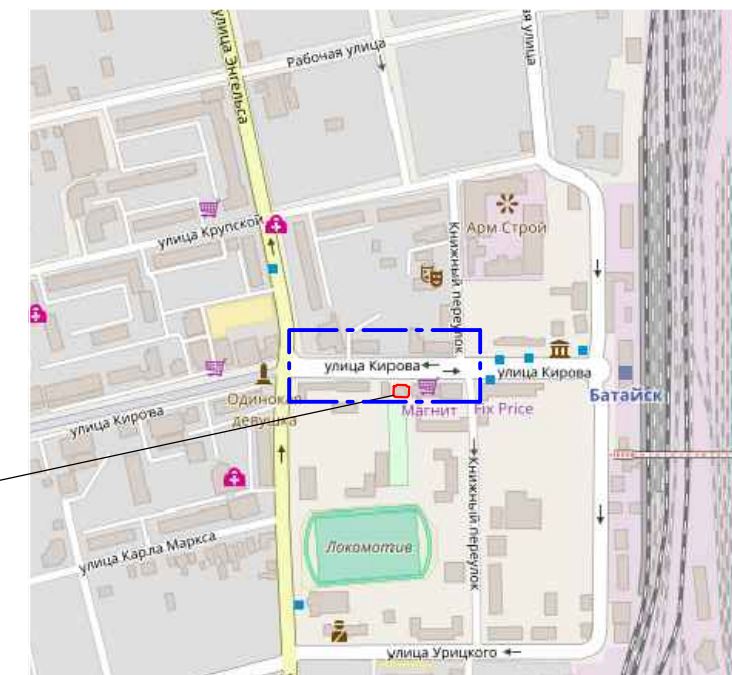 улица Энгельса
Рабочая улица
ая улица
улица Крупской
Арм Строй
Книжный переулок
улица Кирова
улица Кирова
Батайск
Одинокая
девушка
Магнит
Fix Price
улица Кирова
Книжный переулок
Локомотив
улица Карла Маркса
улица Урицкого